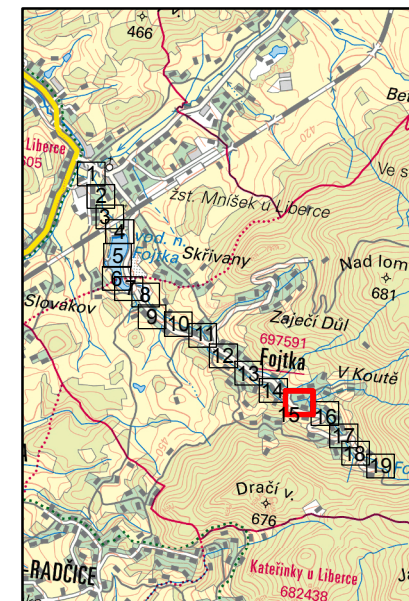 466
Bet
Liberce
605
1
Ve s
2
žst. Mníšek u Liberce
3
4
vod. n.
Fojtka
5
Skřivany
Nad lom
6
7
8
681
Slovákov
9
Zaječí Důl
10
11
697591
12
Fojtka
13
V Koutě
14
15
16
17
18
19
Fo
Dračí v.
676
RADČICE
Kateřinky u Liberce
682438
Ja